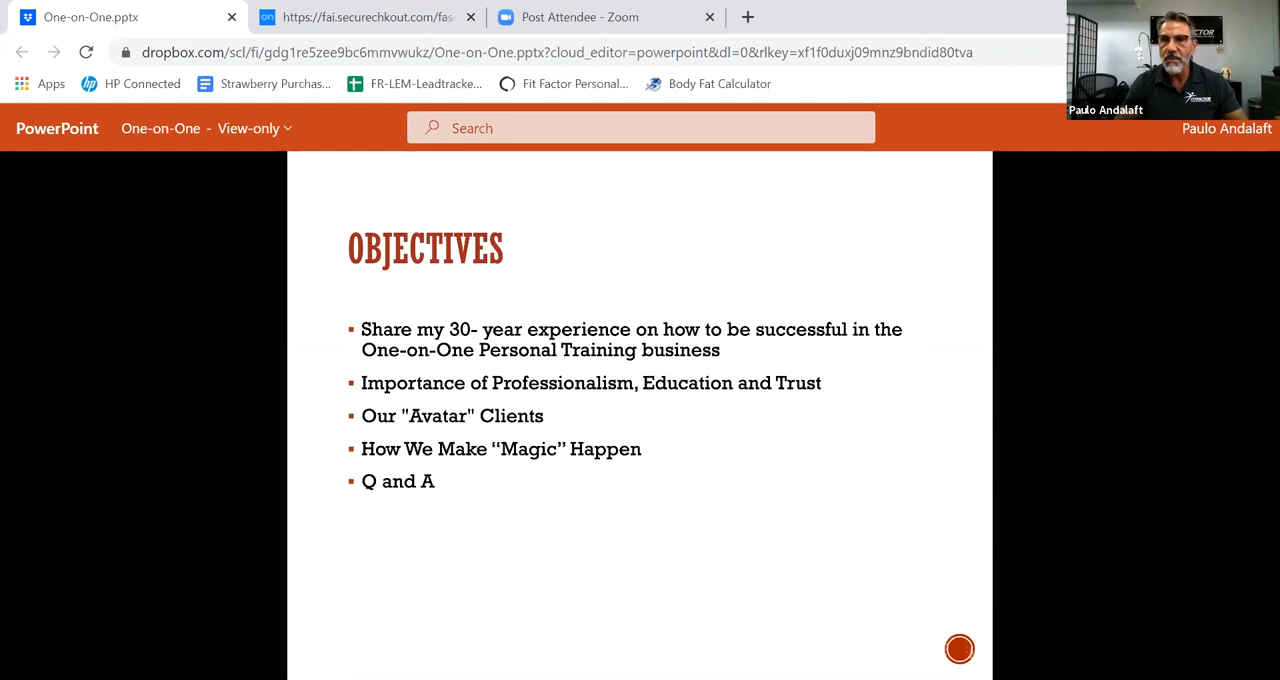 One-on-One.pptx
https://fai.securechkout.com/fas
Post Attendee - Zoom
dropbox.com/scl/fi/gdg1re5zee9bc6mmvwukz/One-on-One.pptx?cloud_editor=powerpoint&dl=0&rlkey=xf1f0duxj09mnz9bndid80tva
Apps
HP Connected
Strawberry Purchas...
FR-LEM-Leadtracke...
Fit Factor Personal...
Body Fat Calculator
Paulo Andalaft
PowerPoint
One-on-One - View-only
Search
Paulo Andalaft
OBJECTIVES
▪ Share my 30- year experience on how to be successful in the
One-on-One Personal Training business
▪ Importance of Professionalism, Education and Trust
▪ Our "Avatar" Clients
▪ How We Make “Magic” Happen
▪ Q and A